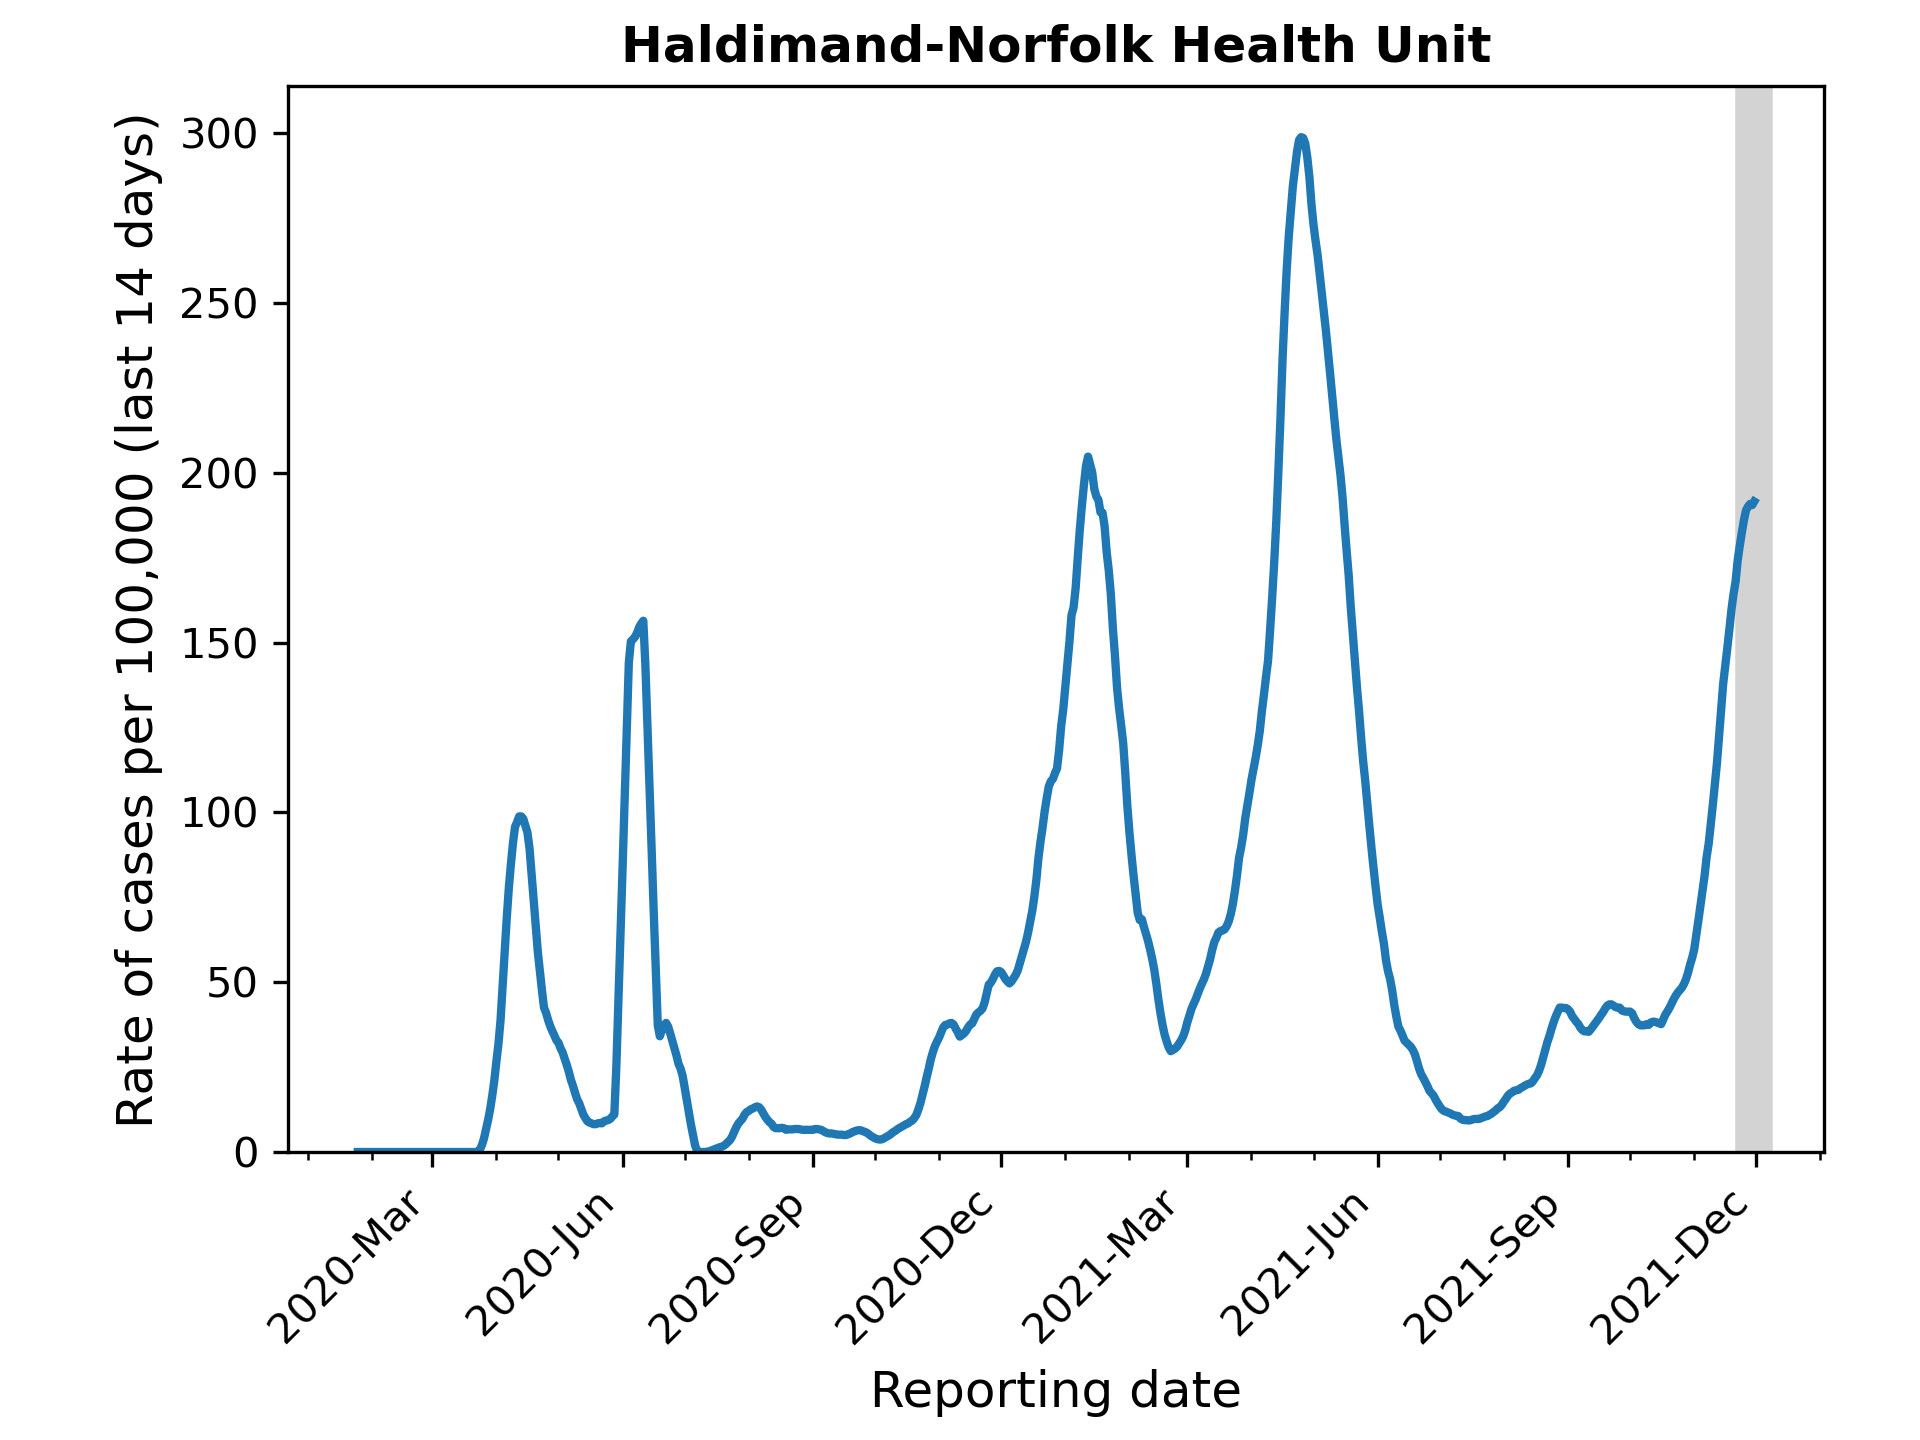 Haldimand-Norfolk Health Unit
Rate of cases per 100,000 (last 14 days)
300
250
200
150
100
50
0
2020-Mar
2020-Jun
2020-Sep
2020-Dec
2021-Mar
2021-Jun
2021-Sep
2021-Dec
Reporting date